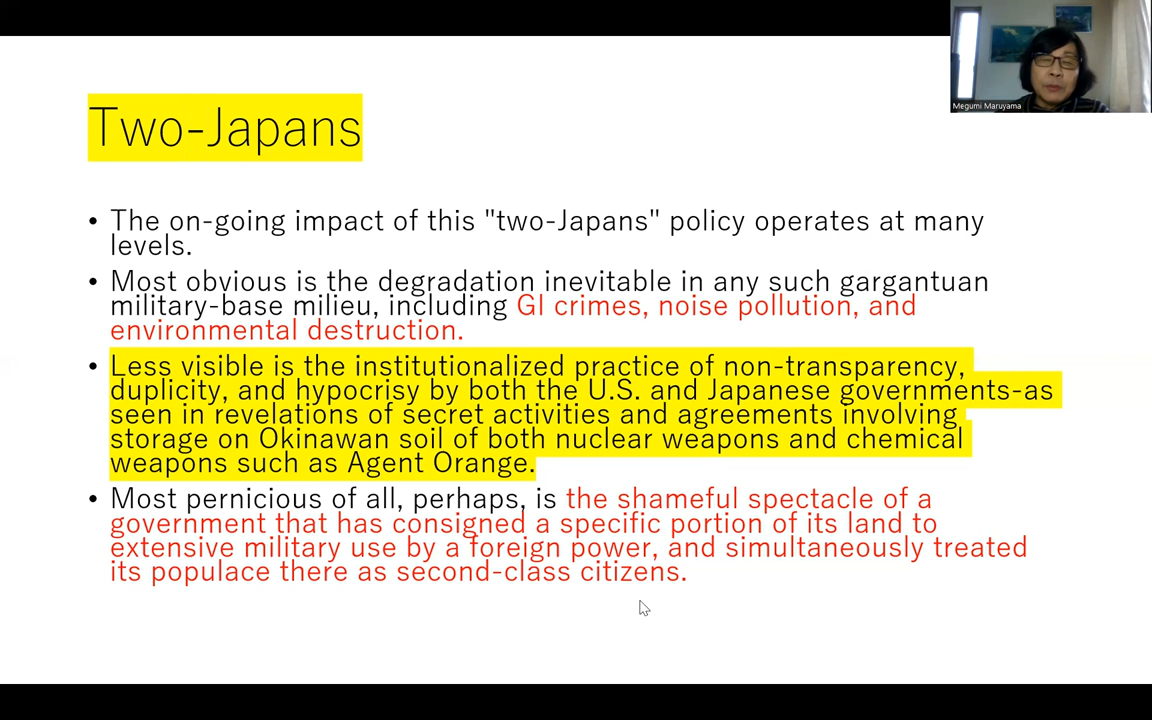 Megumi Maruyama
Two-Japans
• The on-going impact of this "two-Japans" policy operates at many
levels.
• Most obvious is the degradation inevitable in any such gargantuan
military-base milieu, including GI crimes, noise pollution, and
environmental destruction.
• Less visible is the institutionalized practice of non-transparency,
duplicity, and hypocrisy by both the U.S. and Japanese governments-as
seen in revelations of secret activities and agreements involving
storage on Okinawan soil of both nuclear weapons and chemical
weapons such as Agent Orange.
• Most pernicious of all, perhaps, is the shameful spectacle of a
government that has consigned a specific portion of its land to
extensive military use by a foreign power, and simultaneously treated
its populace there as second-class citizens.